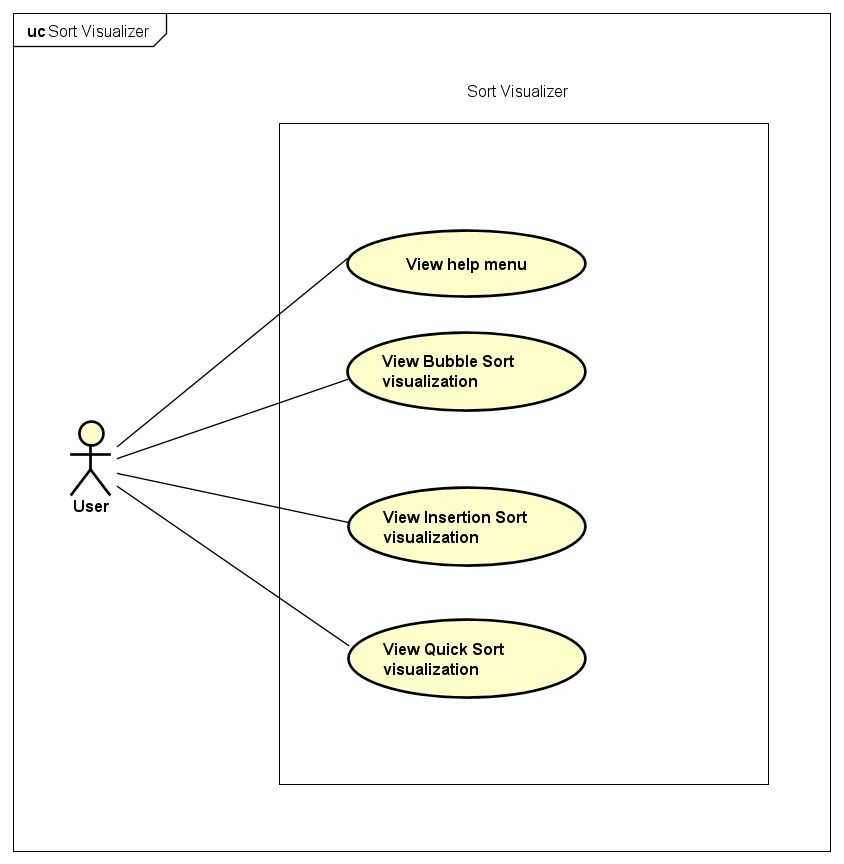 uc Sort Visualizer
Sort Visualizer
View help menu
View Bubble Sort
visualization
User
View Insertion Sort
visualization
View Quick Sort
visualization